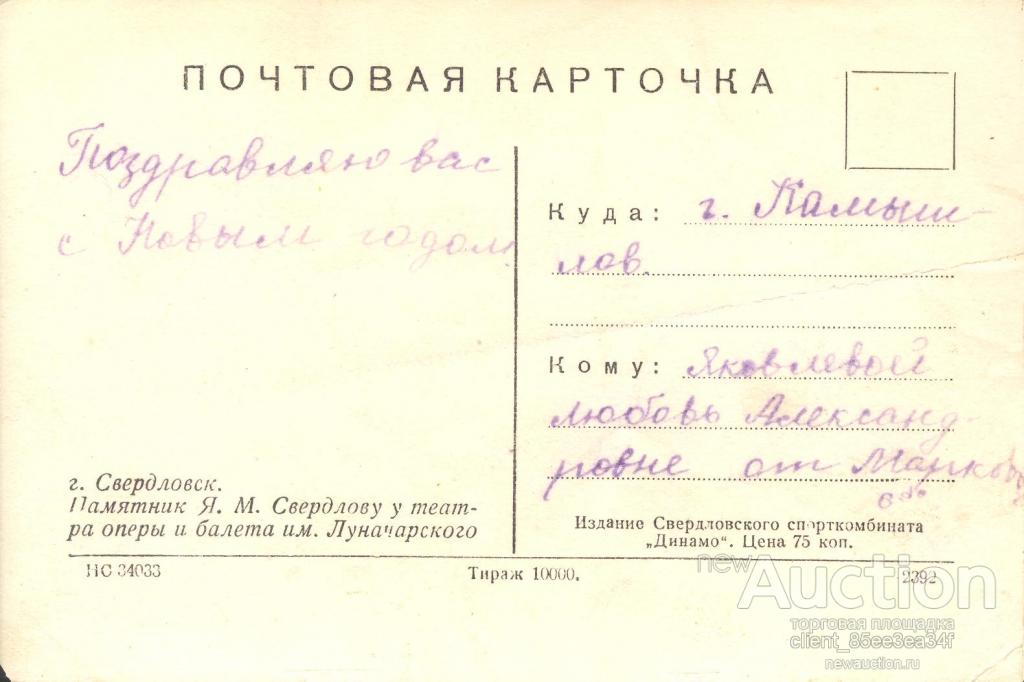 ПОЧТОВАЯ КАРТОЧКА
Поздравляю вас
с Новым годом
г. Свердловск.
Памятник Я. М. Свердлову у теат-
ра оперы и балета им. Луначарского
Куда: г. Камыш-
лов.
Кому: Яковлевой
любовь Александ
ровне от Марковой
Издание Свердловского спорткомбината
„Динамо“. Цена 75 коп.
НС 34033
Тираж 10000.
2392
newAuction
торговая площадка
client_85ee3ea34f
newauction.ru